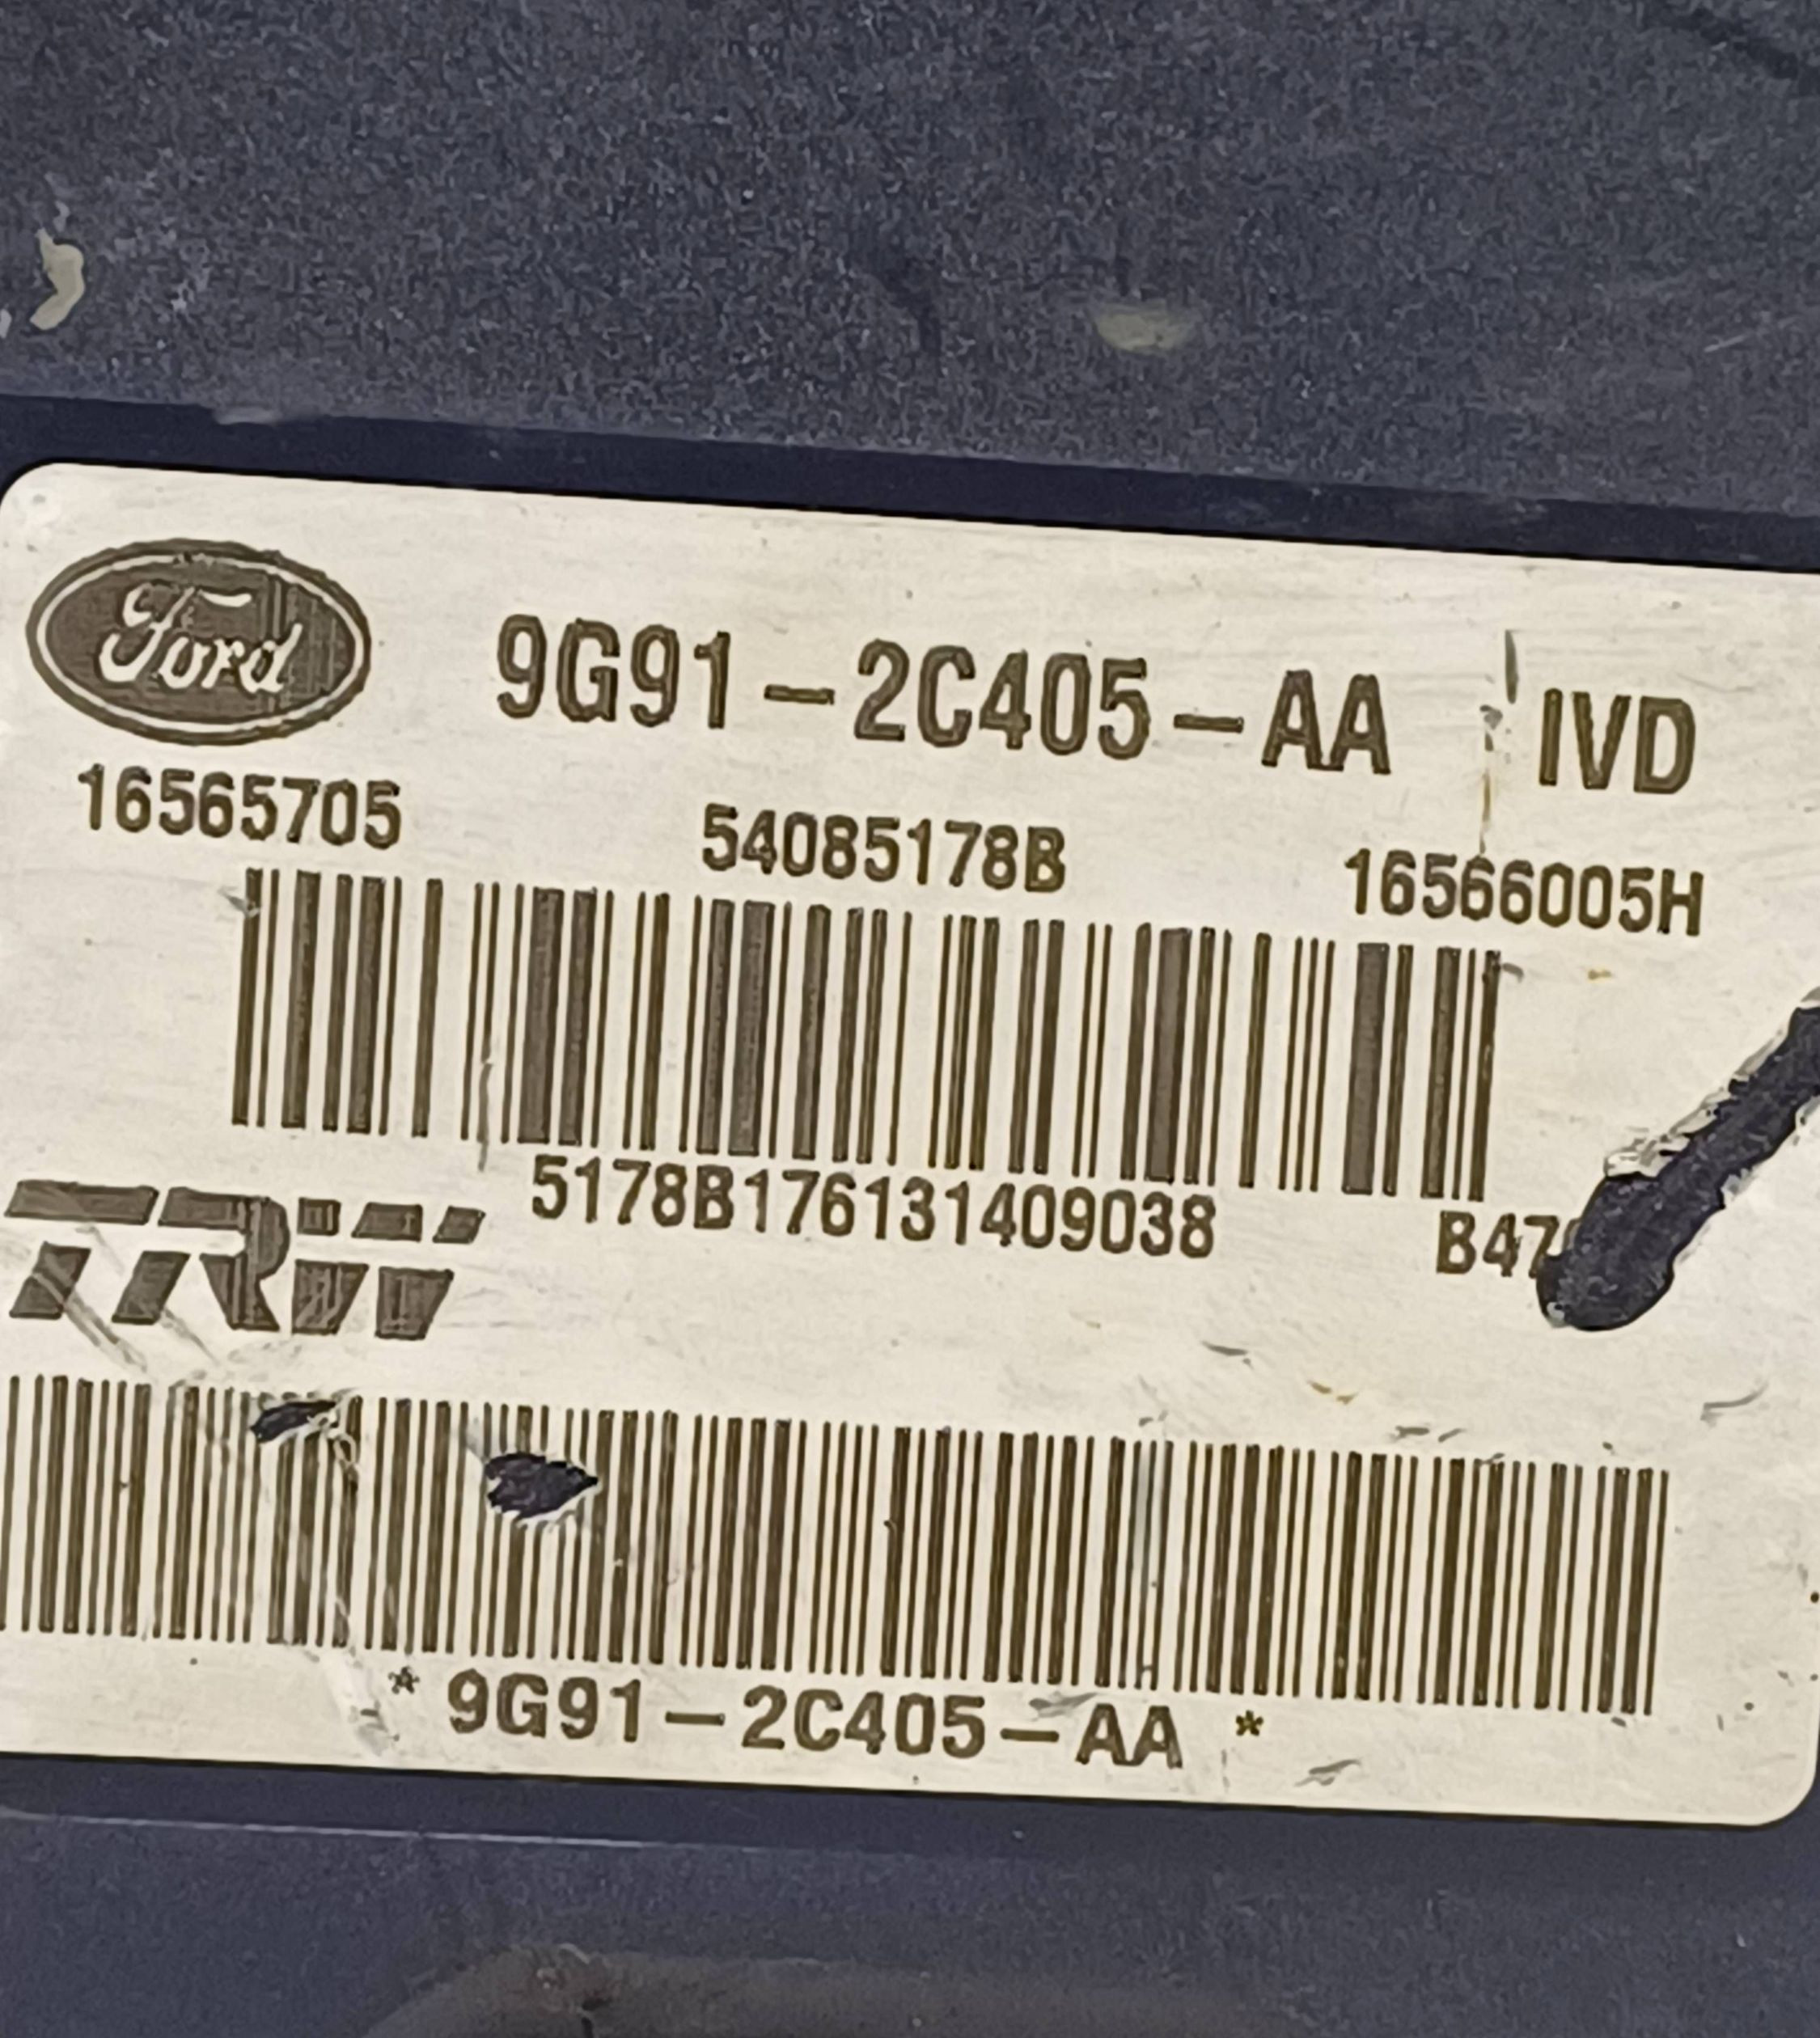 Ford 9G91-2C405-AA IVD
16565705 54085178B 16566005H
5178B176131409038
TRW
*9G91-2C405-AA*